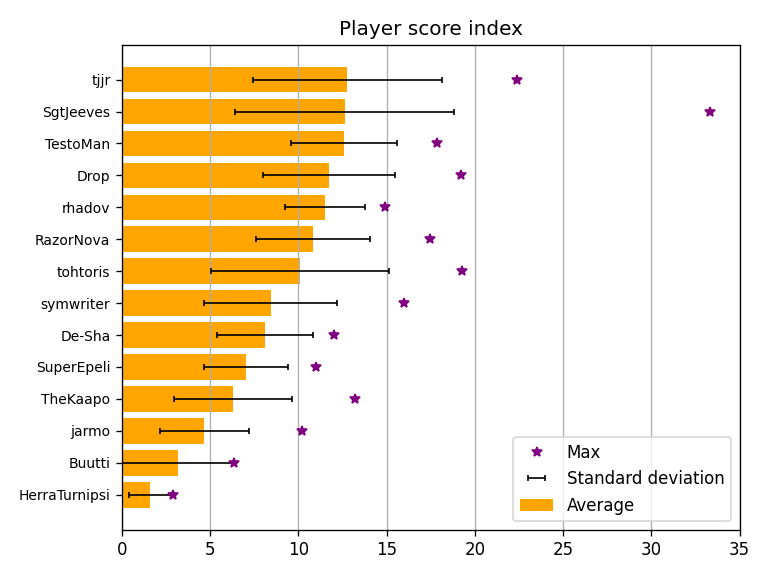 Player score index
tjjr
SgtJeeves
TestoMan
Drop
rhadov
RazorNova
tohtoris
symwriter
De-Sha
SuperEpeli
TheKaapo
jarmo
Buutti
HerraTurnipsi
Max
Standard deviation
Average
0 5 10 15 20 25 30 35